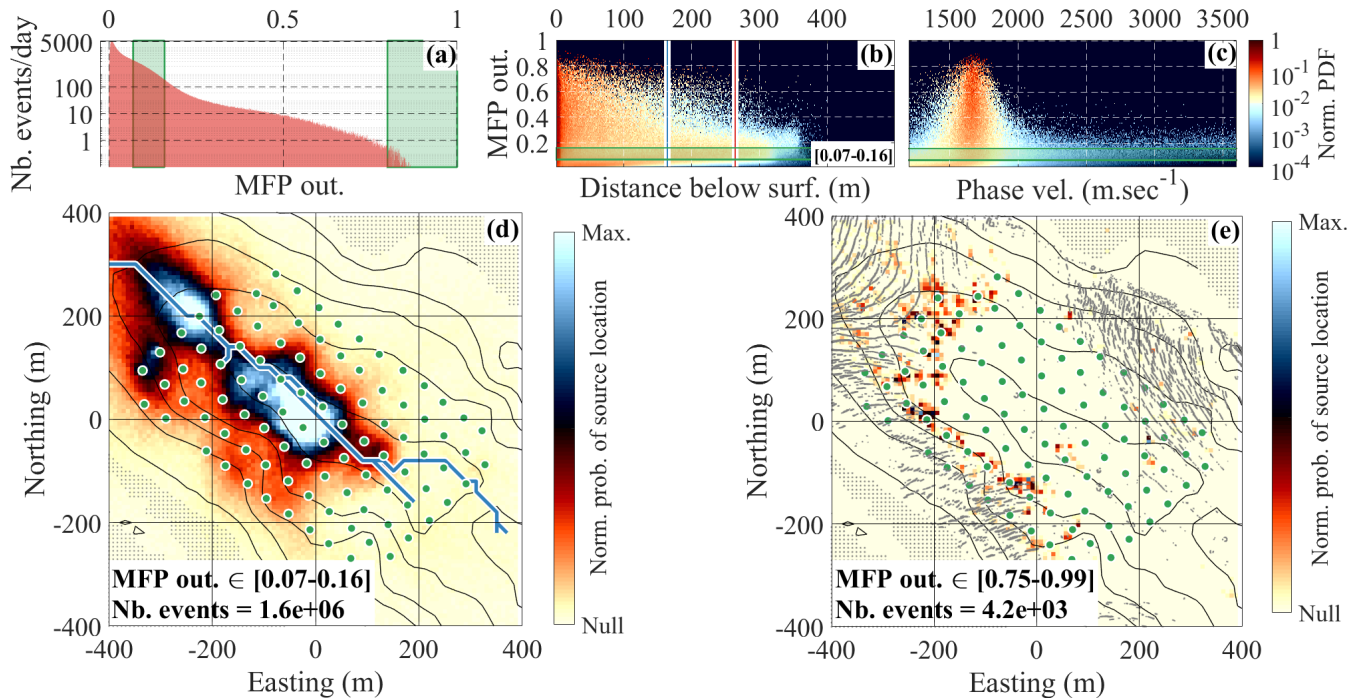 0 0.5 1
5000
100
10
1
Nb. events/day
(a)
MFP out.
0 100 200 300 400
1
0.8
0.6
0.4
0.2
MFP out.
(b)
[0.07-0.16]
Distance below surf. (m)
1500 2000 2500 3000 3500
(c)
Phase vel. (m.sec-1)
1
10-1
10-2
10-3
10-4
Norm. PDF
400
200
0
-200
-400
Northing (m)
(d)
MFP out. ∈ [0.07-0.16]
Nb. events = 1.6e+06
-400 -200 0 200 400
Easting (m)
Max.
Norm. prob. of source location
Null
400
200
0
-200
-400
Northing (m)
(e)
MFP out. ∈ [0.75-0.99]
Nb. events = 4.2e+03
-400 -200 0 200 400
Easting (m)
Max.
Norm. prob. of source location
Null